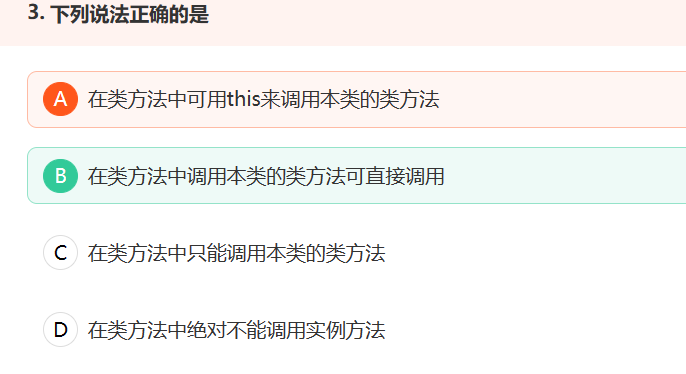 3. 下列说法正确的是
A 在类方法中可用this来调用本类的类方法
B 在类方法中调用本类的类方法可直接调用
C 在类方法中只能调用本类的类方法
D 在类方法中绝对不能调用实例方法